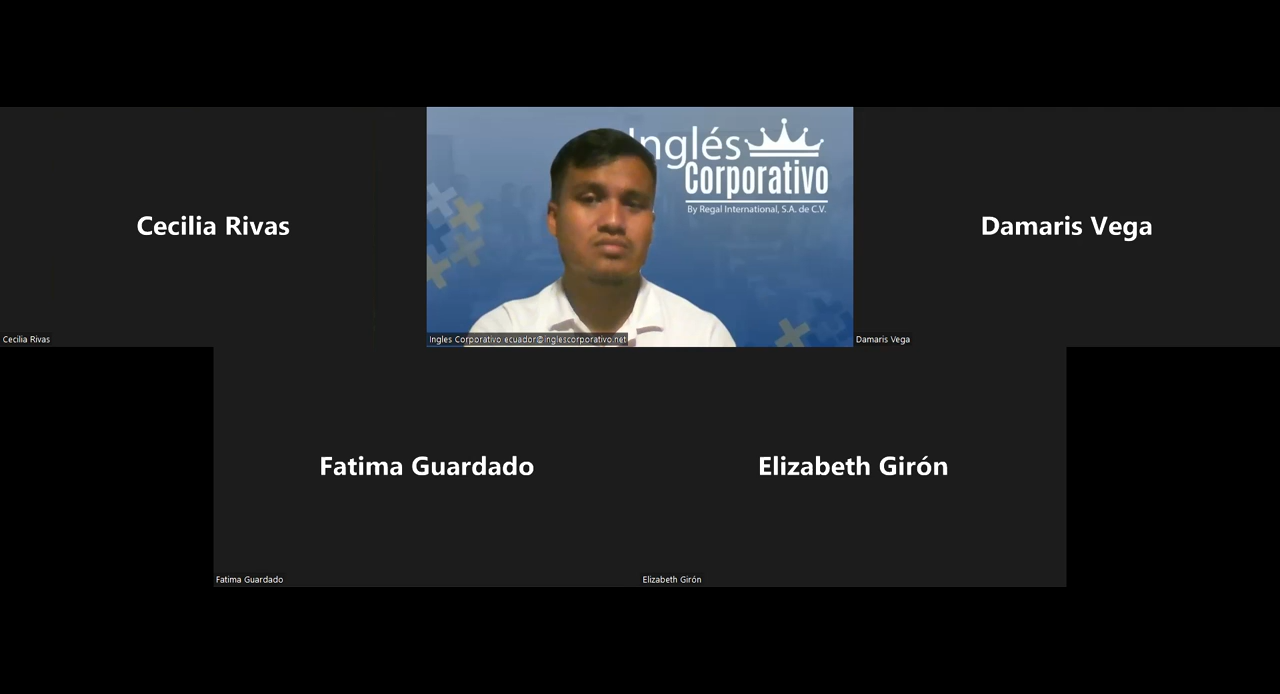 Cecilia Rivas
Inglés
Corporativo
By Regal International, S.A. de C.V.
Damaris Vega
Cecilia Rivas
Ingles Corporativo ecuador@inglescorporativo.net
Damaris Vega
Fatima Guardado
Elizabeth Girón
Fatima Guardado
Elizabeth Girón